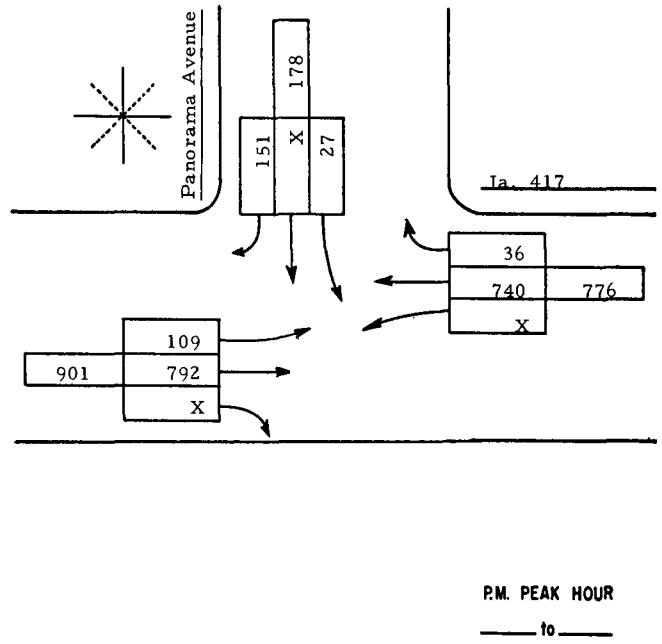 Panorama Avenue
178
151
X
27
Ia. 417
36
740
776
X
109
901
792
X
P.M. PEAK HOUR
to